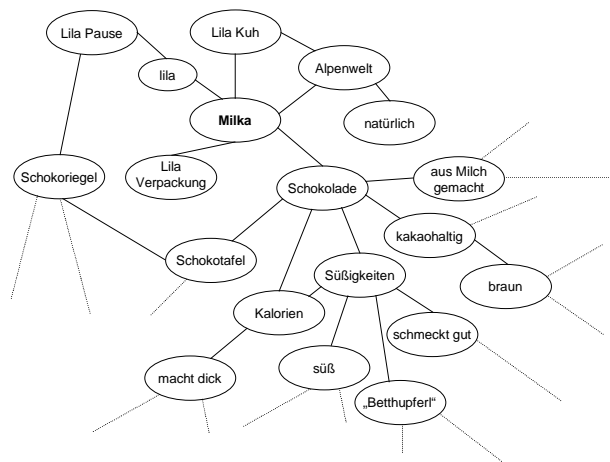 Lila Pause
Lila Kuh
lila
Alpenwelt
Milka
natürlich
Schokoriegel
Lila
Verpackung
Schokolade
aus Milch
gemacht
kakaohaltig
Schokotafel
Süßigkeiten
braun
Kalorien
schmeckt gut
macht dick
süß
„Betthupferl“